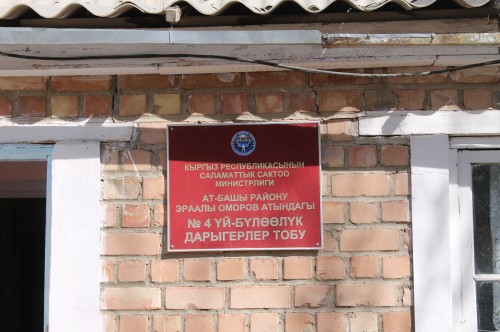 КЫРГЫЗ РЕСПУБЛИКАСЫНЫН
САЛАМАТТЫК САКТОО
МИНИСТРЛИГИ
АТ-БАШЫ РАЙОНУ
ЭРААЛЫ ОМОРОВ АТЫНДАГЫ
№ 4 ҮЙ-БҮЛӨӨЛҮК
ДАРЫГЕРЛЕР ТОБУ